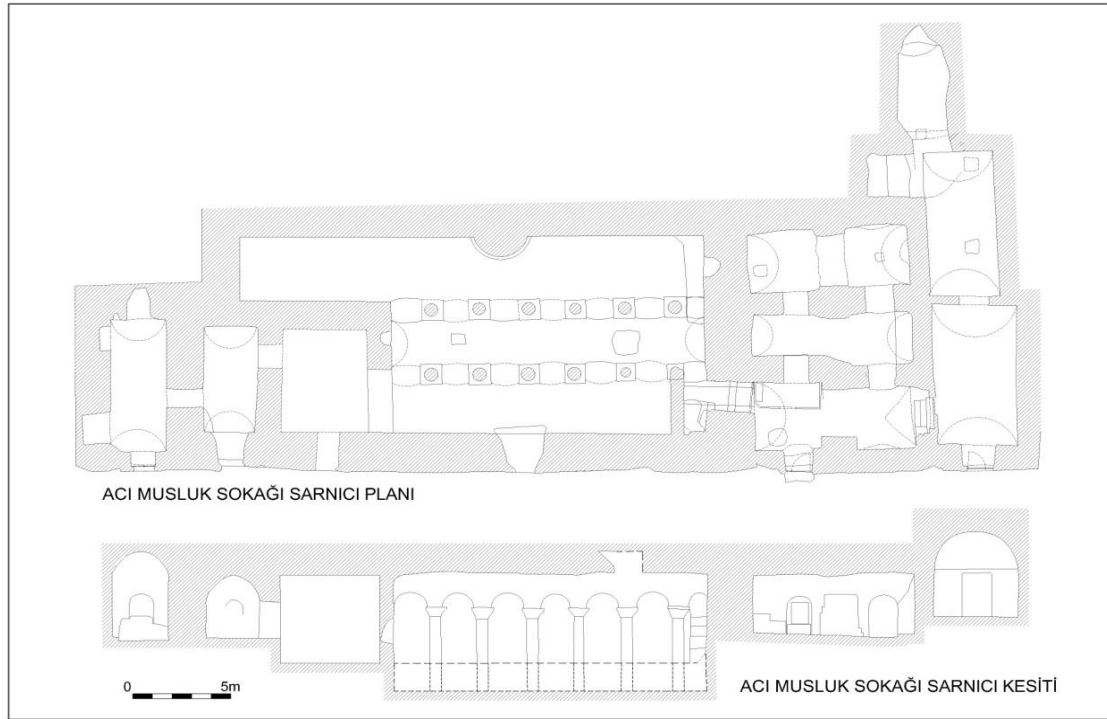 ACI MUSLUK SOKAĞI SARNICI PLANI
0 5m
ACI MUSLUK SOKAĞI SARNICI KESİTİ